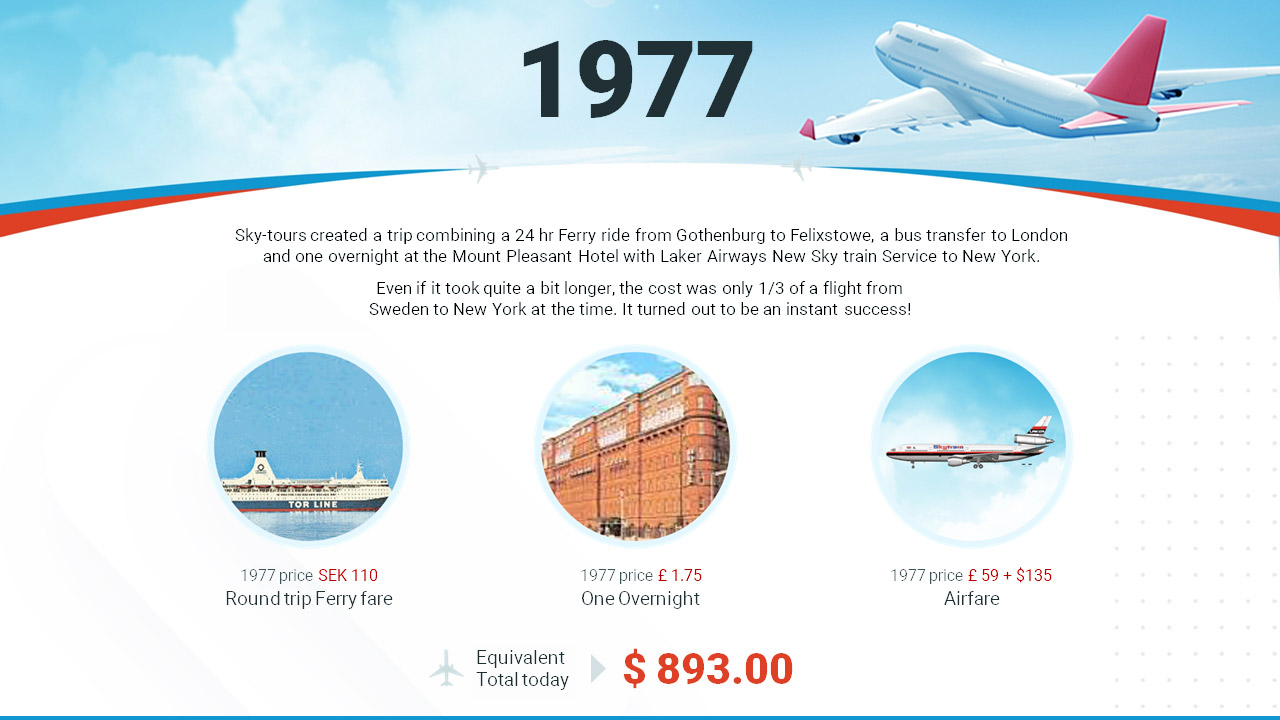 1977
Sky-tours created a trip combining a 24 hr Ferry ride from Gothenburg to Felixstowe, a bus transfer to London
and one overnight at the Mount Pleasant Hotel with Laker Airways New Sky train Service to New York.
Even if it took quite a bit longer, the cost was only 1/3 of a flight from
Sweden to New York at the time. It turned out to be an instant success!
TOR LINE
Skytrain
1977 price SEK 110
Round trip Ferry fare
1977 price £ 1.75
One Overnight
1977 price £ 59 + $135
Airfare
Equivalent
Total today
$ 893.00